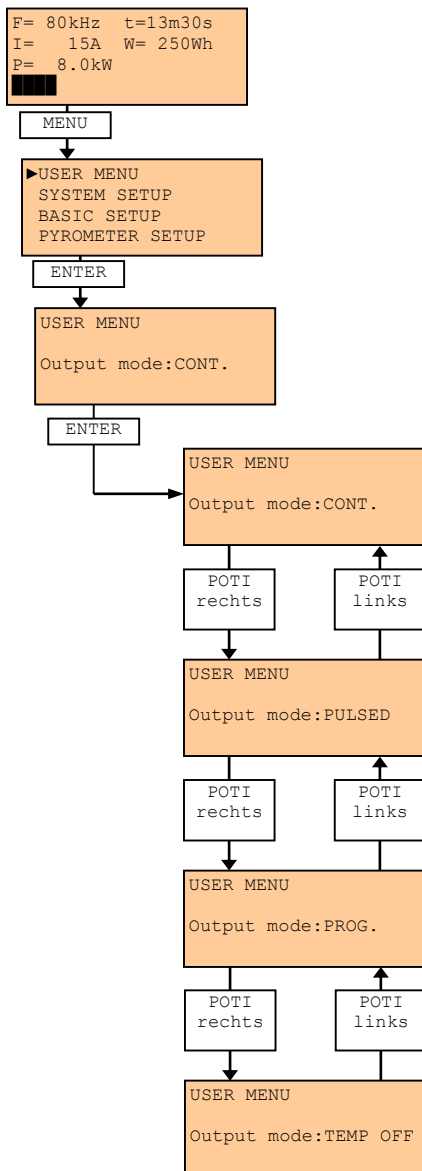 F= 80kHz t=13m30s
I= 15A W= 250Wh
P= 8.0kW
MENU
►USER MENU
SYSTEM SETUP
BASIC SETUP
PYROMETER SETUP
ENTER
USER MENU
Output mode:CONT.
ENTER
USER MENU
Output mode:CONT.
POTI
rechts
POTI
links
USER MENU
Output mode:PULSED
POTI
rechts
POTI
links
USER MENU
Output mode:PROG.
POTI
rechts
POTI
links
USER MENU
Output mode:TEMP OFF